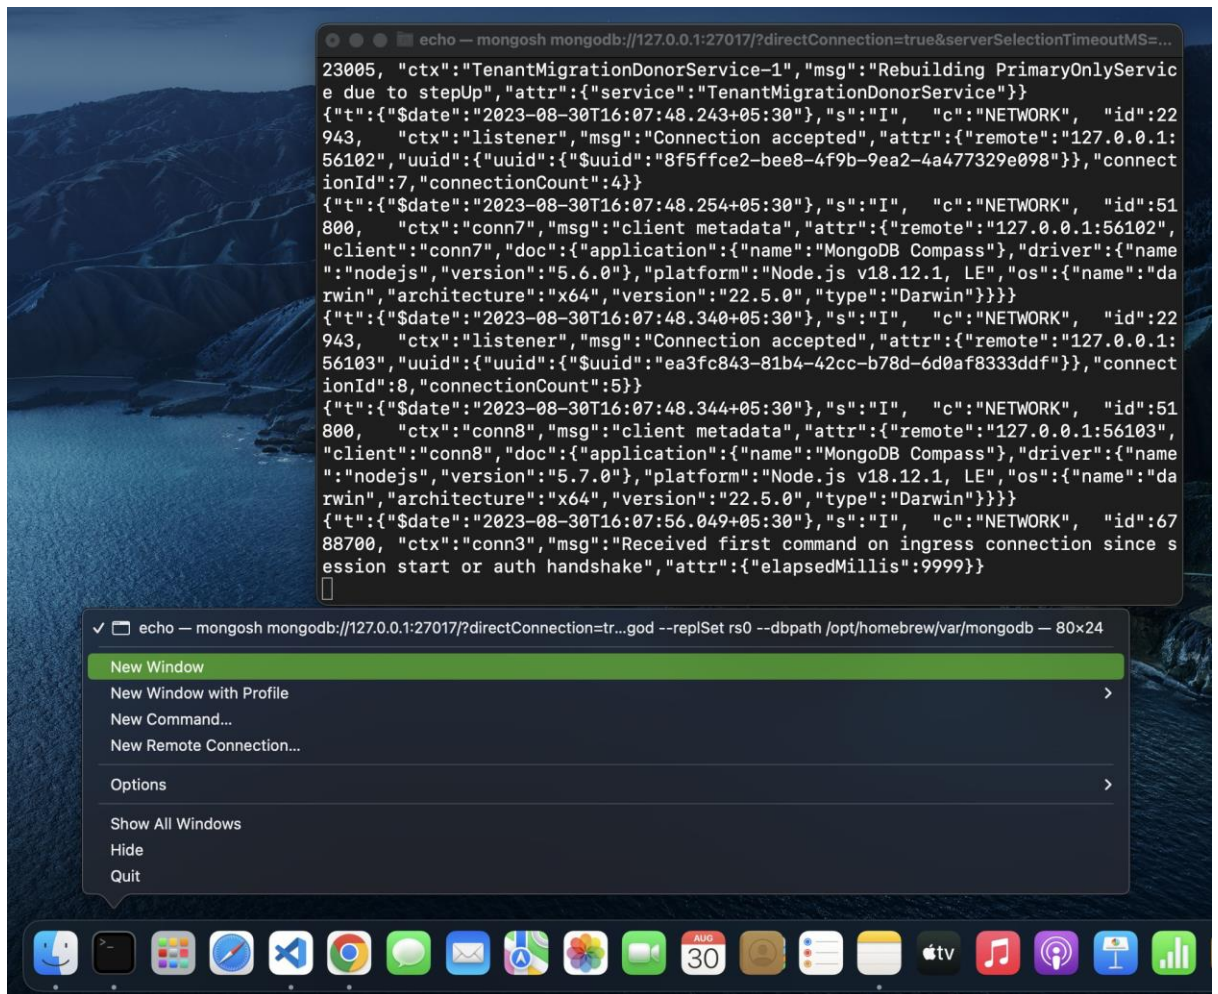 echo — mongosh mongodb://127.0.0.1:27017/?directConnection=true&serverSelectionTimeoutMS=...
23005, "ctx":"TenantMigrationDonorService-1","msg":"Rebuilding PrimaryOnlyServic
e due to stepUp","attr":{"service":"TenantMigrationDonorService"}}
{"t":{"$date":"2023-08-30T16:07:48.243+05:30"},"s":"I",  "c":"NETWORK",  "id":22
943,   "ctx":"listener","msg":"Connection accepted","attr":{"remote":"127.0.0.1:
56102","uuid":{"uuid":{"$uuid":"8f5ffce2-bee8-4f9b-9ea2-4a477329e098"}},"connect
ionId":7,"connectionCount":4}}
{"t":{"$date":"2023-08-30T16:07:48.254+05:30"},"s":"I",  "c":"NETWORK",  "id":51
800,   "ctx":"conn7","msg":"client metadata","attr":{"remote":"127.0.0.1:56102",
"client":"conn7","doc":{"application":{"name":"MongoDB Compass"},"driver":{"name
":"nodejs","version":"5.6.0"},"platform":"Node.js v18.12.1, LE","os":{"name":"da
rwin","architecture":"x64","version":"22.5.0","type":"Darwin"}}}}
{"t":{"$date":"2023-08-30T16:07:48.340+05:30"},"s":"I",  "c":"NETWORK",  "id":22
943,   "ctx":"listener","msg":"Connection accepted","attr":{"remote":"127.0.0.1:
56103","uuid":{"uuid":{"$uuid":"ea3fc843-81b4-42cc-b78d-6d0af8333ddf"}},"connect
ionId":8,"connectionCount":5}}
{"t":{"$date":"2023-08-30T16:07:48.344+05:30"},"s":"I",  "c":"NETWORK",  "id":51
800,   "ctx":"conn8","msg":"client metadata","attr":{"remote":"127.0.0.1:56103",
"client":"conn8","doc":{"application":{"name":"MongoDB Compass"},"driver":{"name
":"nodejs","version":"5.7.0"},"platform":"Node.js v18.12.1, LE","os":{"name":"da
rwin","architecture":"x64","version":"22.5.0","type":"Darwin"}}}}
{"t":{"$date":"2023-08-30T16:07:56.049+05:30"},"s":"I",  "c":"NETWORK",  "id":67
88700, "ctx":"conn3","msg":"Received first command on ingress connection since s
ession start or auth handshake","attr":{"elapsedMillis":9999}}
✓ echo — mongosh mongodb://127.0.0.1:27017/?directConnection=tr...god --replSet rs0 --dbpath /opt/homebrew/var/mongodb — 80×24
New Window
New Window with Profile
New Command...
New Remote Connection...
Options
Show All Windows
Hide
Quit
AUG
30
tv